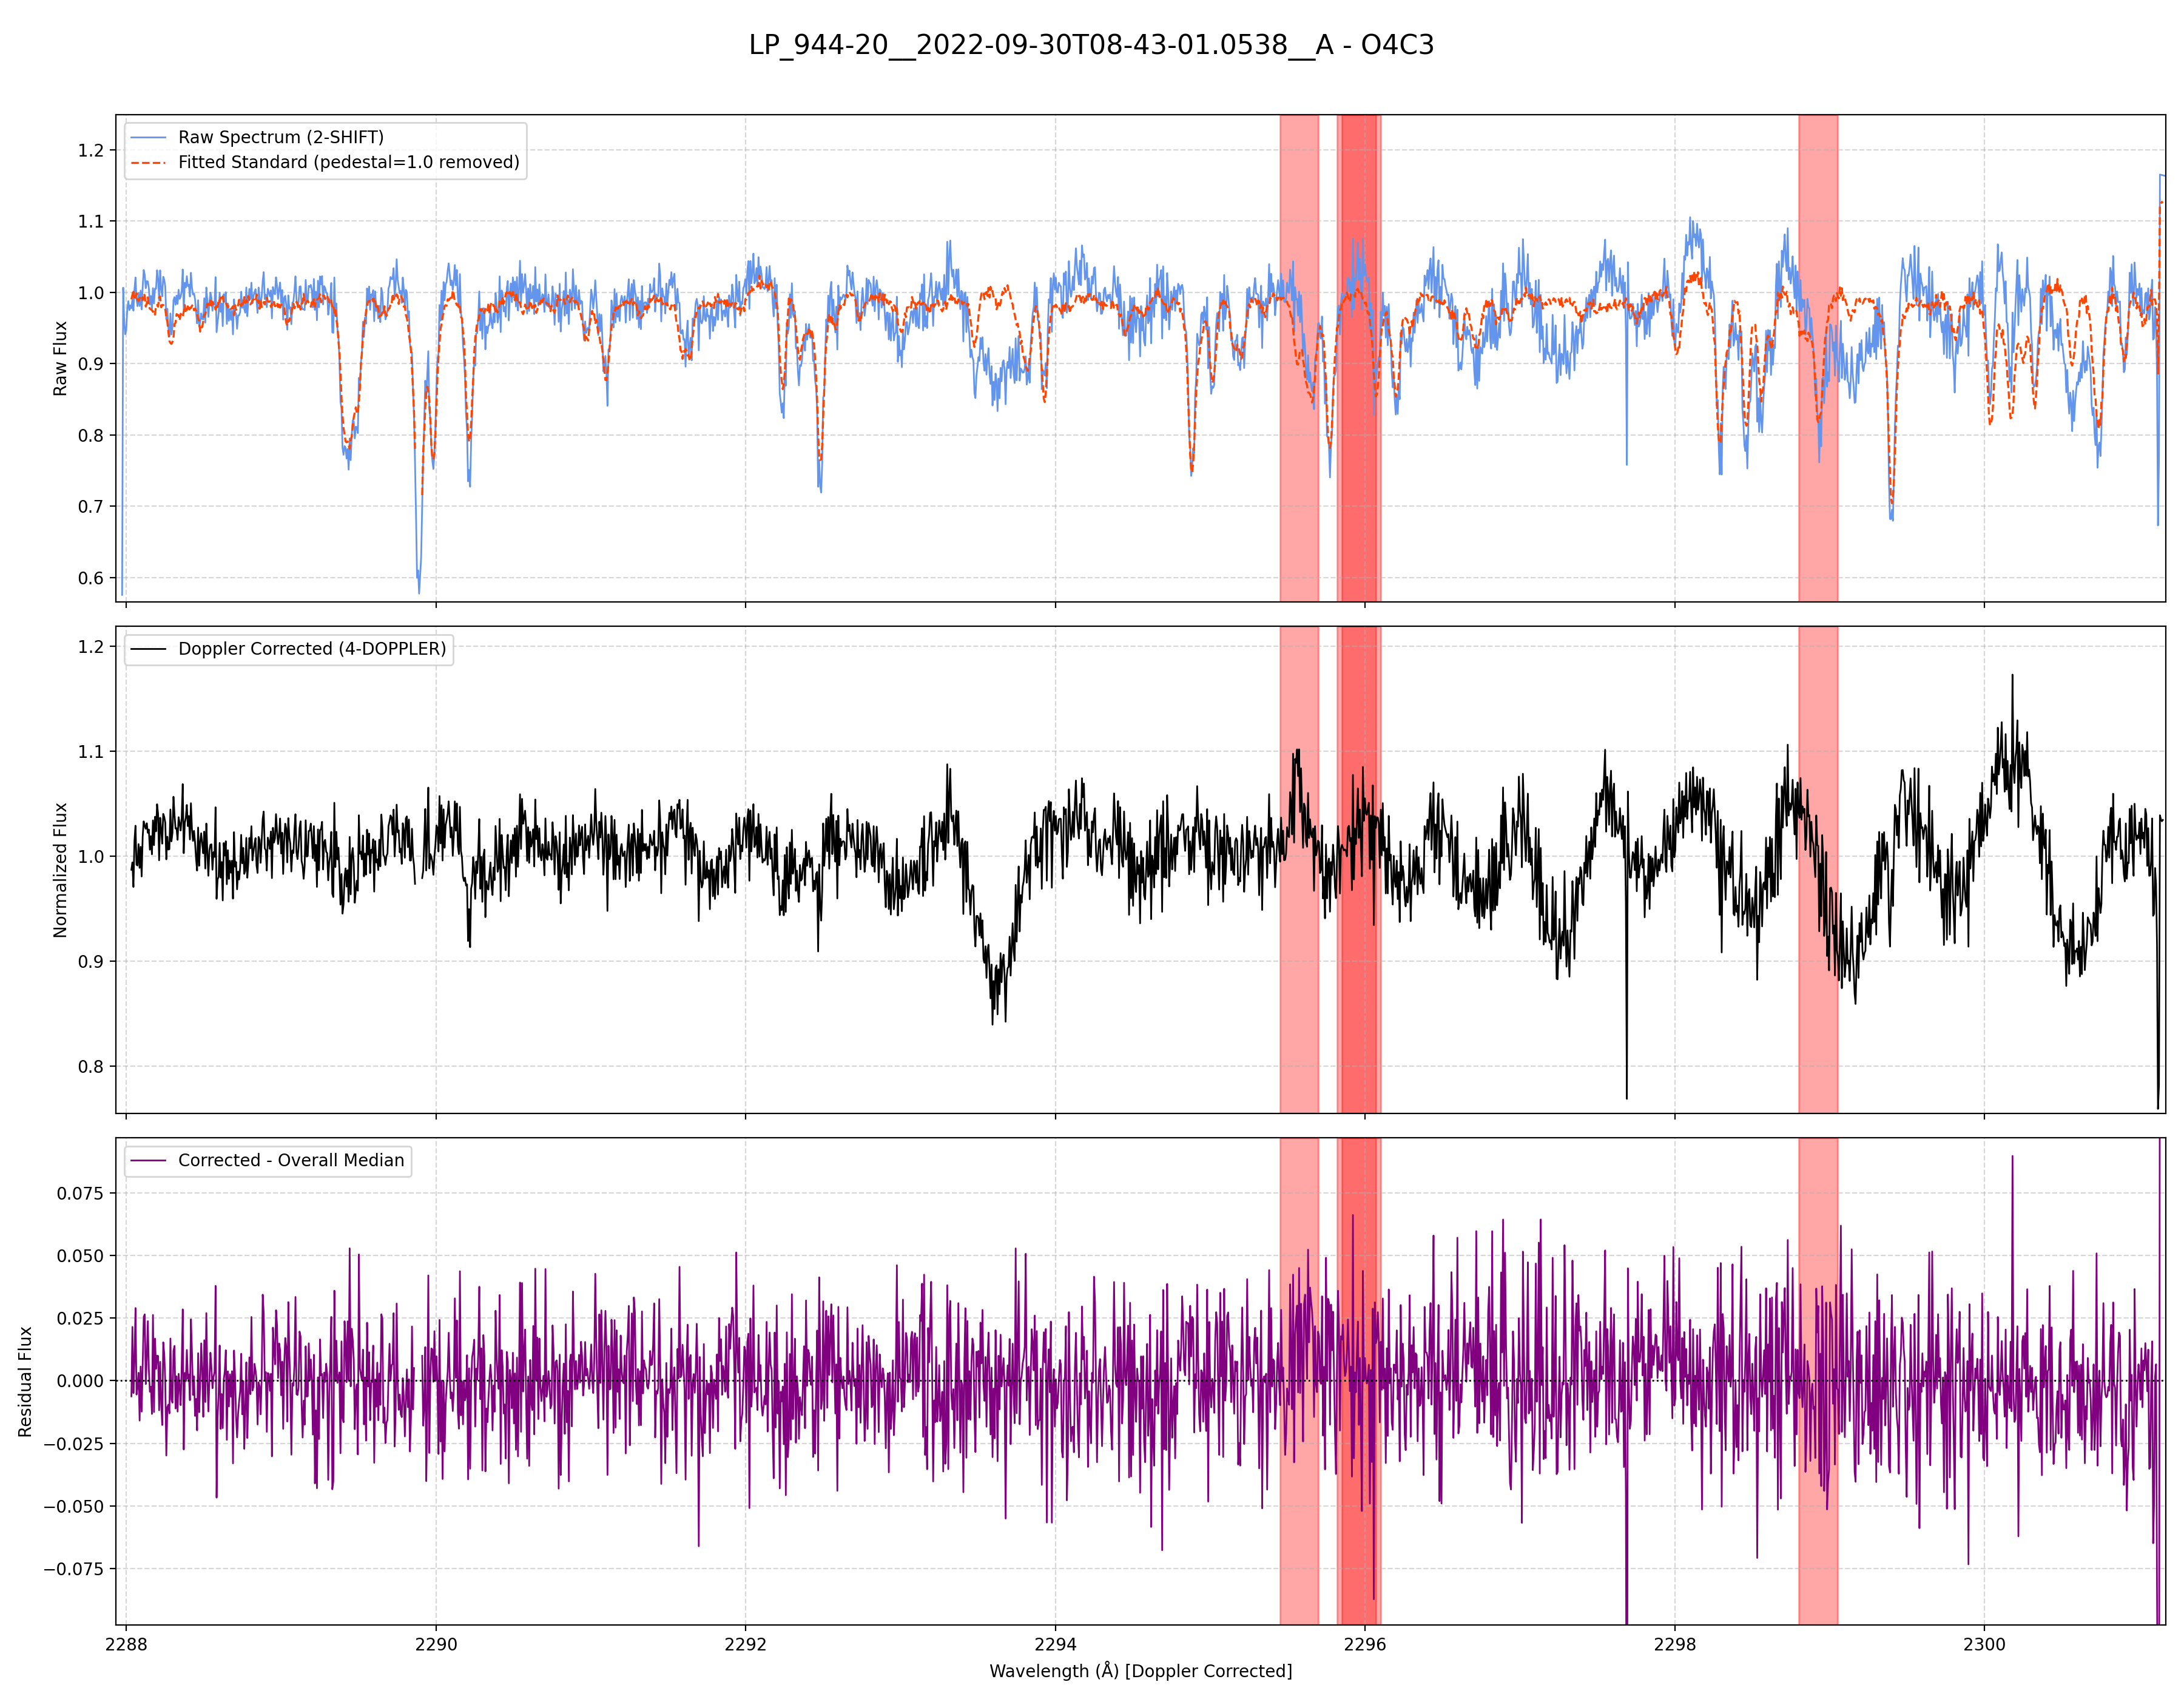 LP_944-20__2022-09-30T08-43-01.0538__A - O4C3
Raw Spectrum (2-SHIFT)
Fitted Standard (pedestal=1.0 removed)
1.2
1.1
1.0
0.9
0.8
0.7
0.6
Raw Flux
Doppler Corrected (4-DOPPLER)
1.2
1.1
1.0
0.9
0.8
Normalized Flux
Corrected - Overall Median
0.075
0.050
0.025
0.000
−0.025
−0.050
−0.075
Residual Flux
2288 2290 2292 2294 2296 2298 2300
Wavelength (Å) [Doppler Corrected]